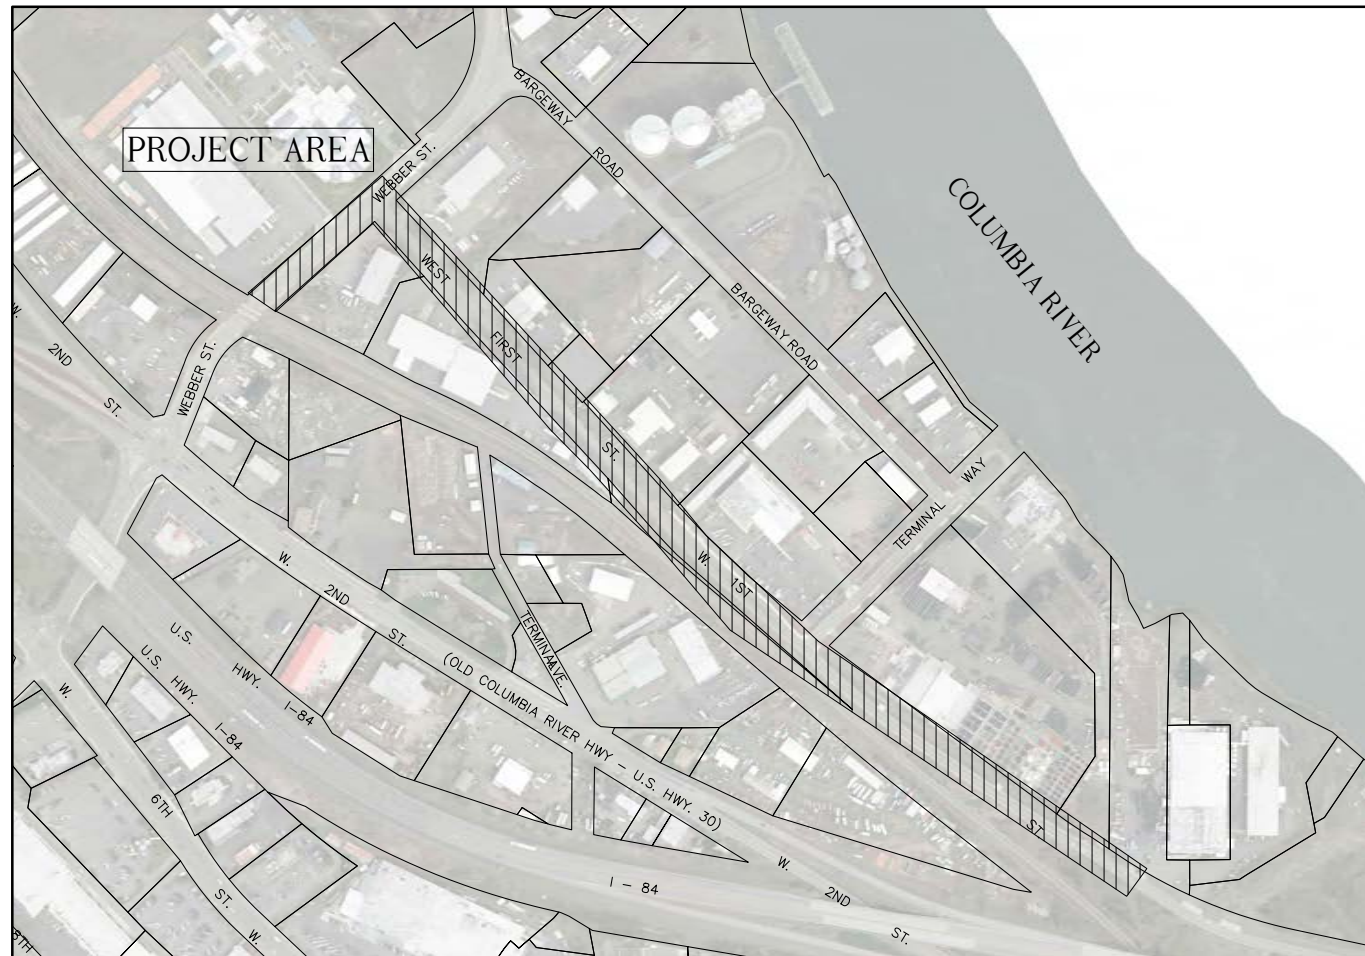 PROJECT AREA
BARGEWAY
ROAD
WEBBER ST.
COLUMBIA RIVER
WEST
FIRST
ST.
BARGEWAY ROAD
W.
2ND
ST.
WEBBER ST.
TERMINAL
WAY
W.
1ST
ST.
W.
2ND
ST.
(OLD COLUMBIA RIVER HWY - U.S. HWY. 30)
TERMINAL
AVE.
U.S.
HWY.
I-84
U.S.
HWY.
I-84
W.
6TH
ST.
W.
I - 84
W.
2ND
ST.
8TH